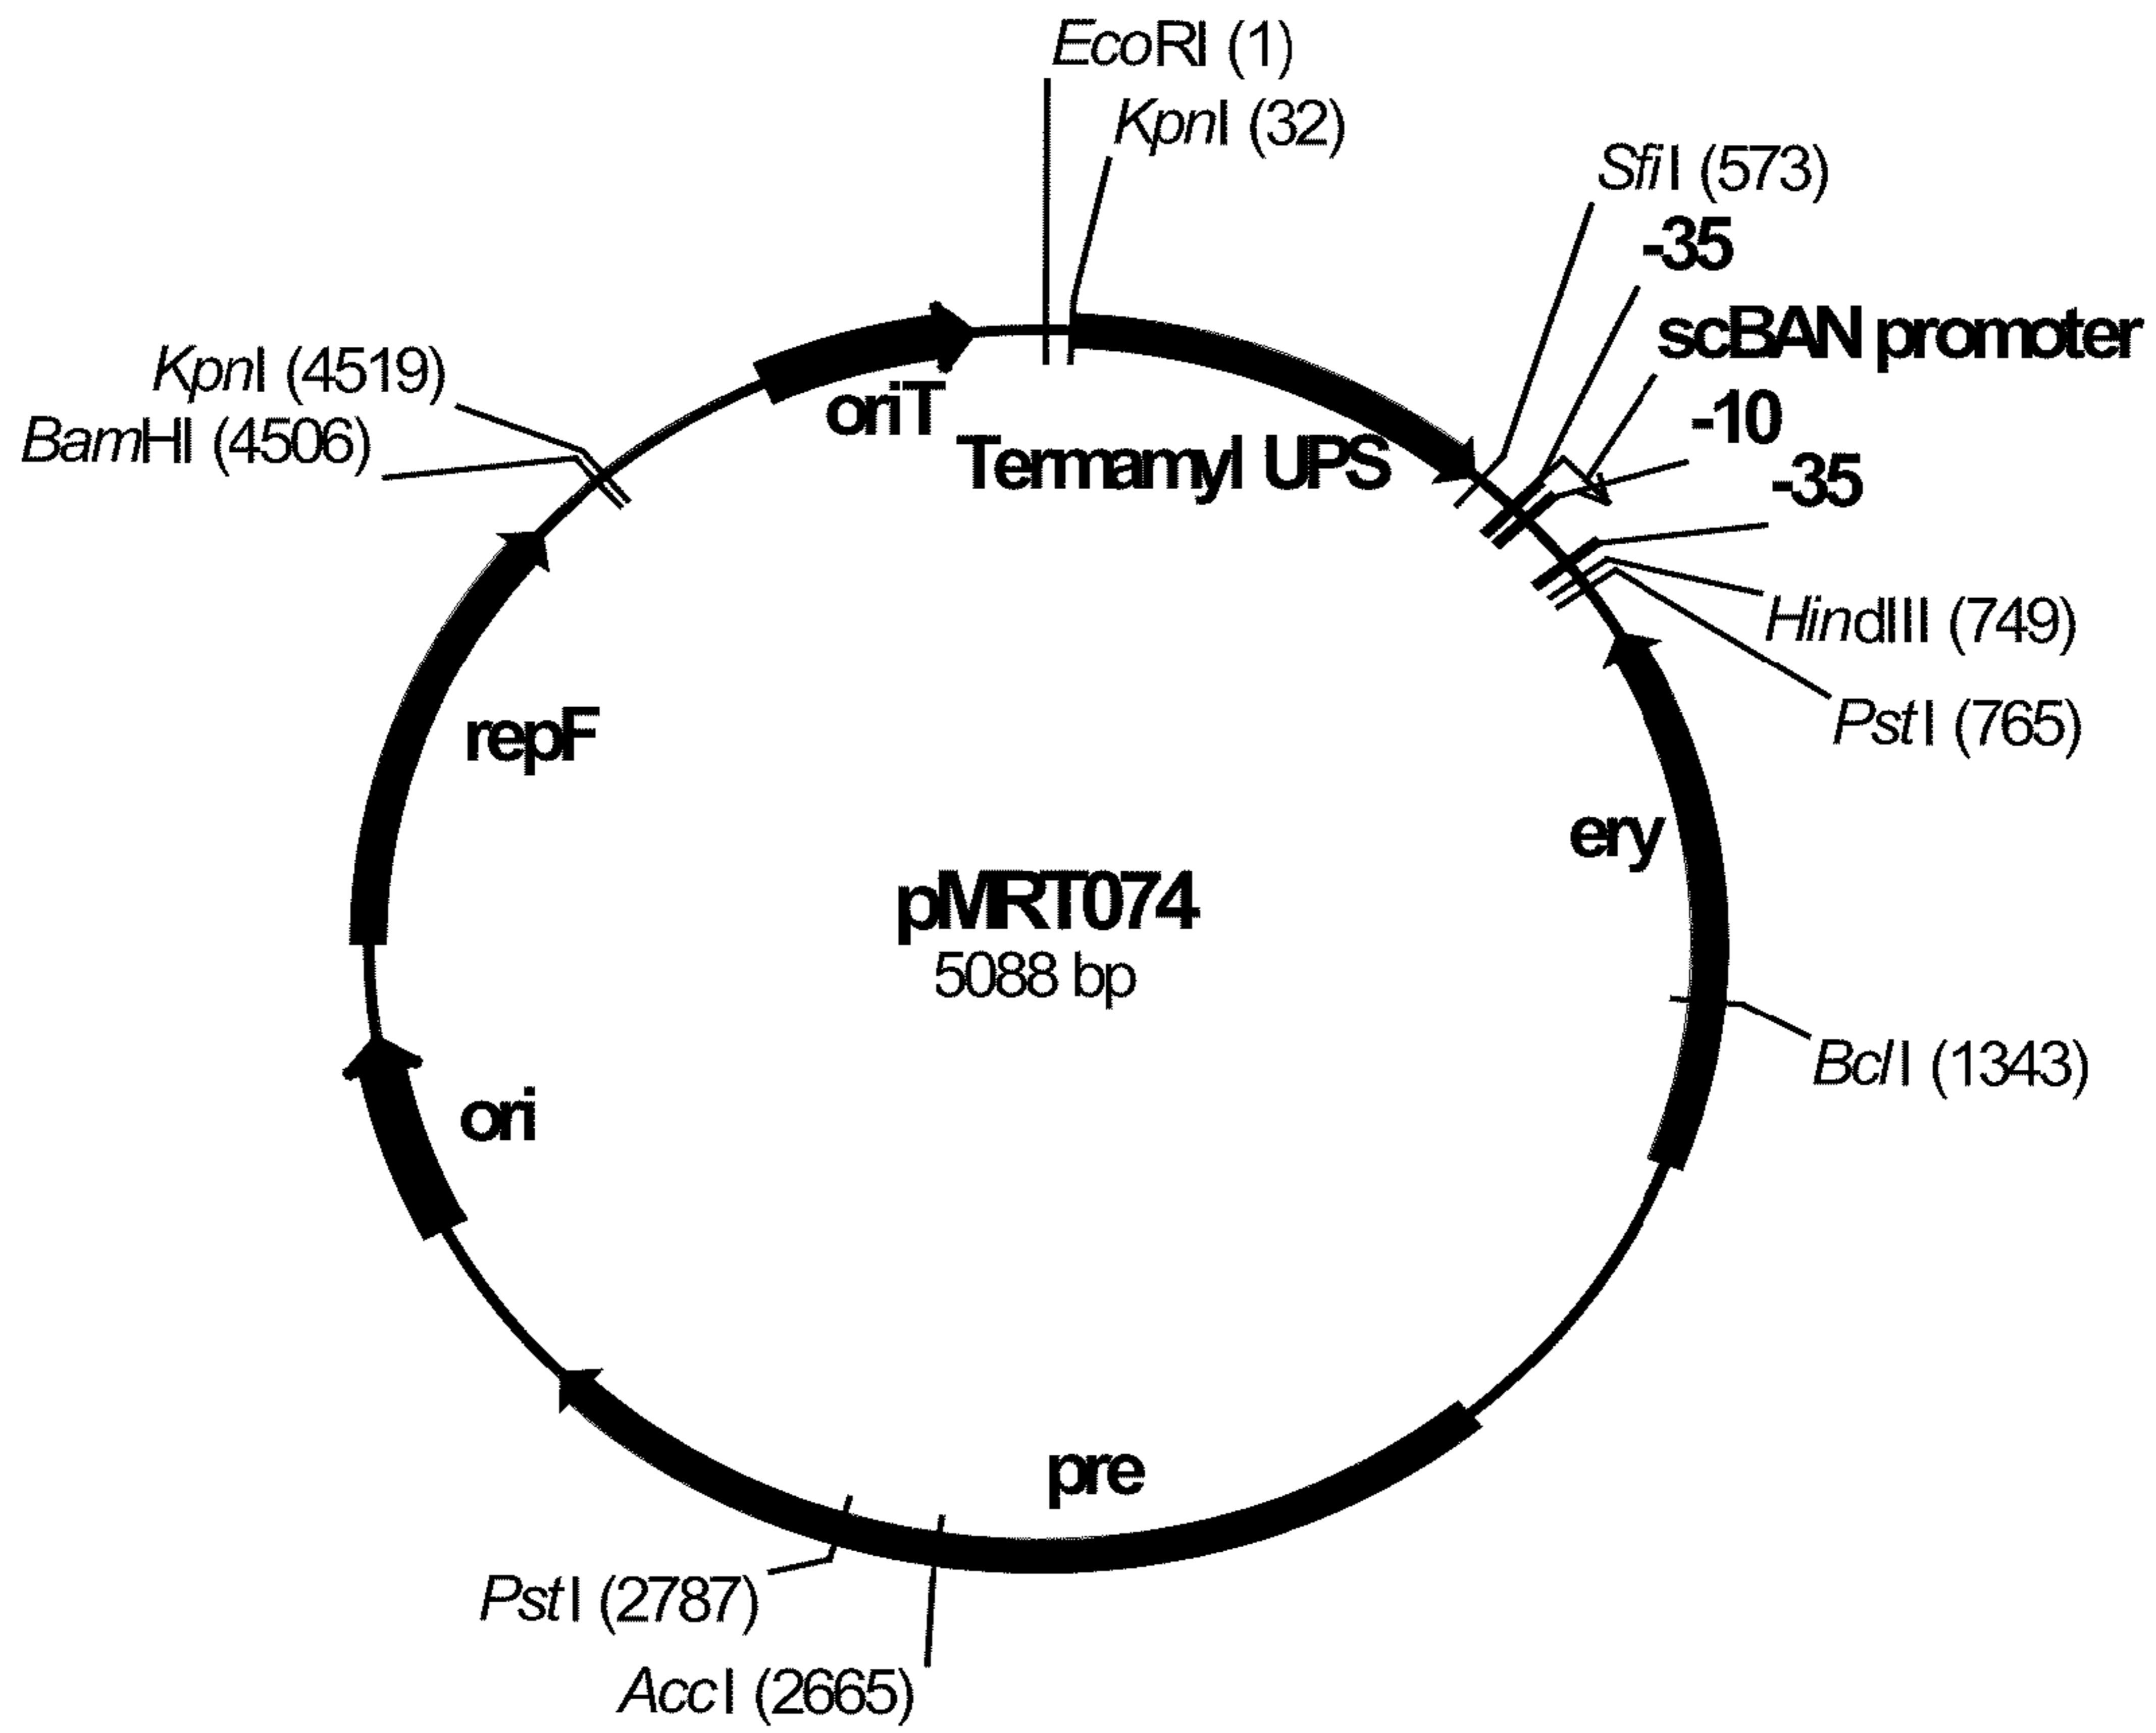 EcoRI (1)
KpnI (32)
SfiI (573)
-35
scBAN promoter
-10
-35
HindIII (749)
PstI (765)
KpnI (4519)
BamHI (4506)
oriT
Termamyl UPS
repF
ery
pMRT074
5088 bp
BclI (1343)
ori
pre
PstI (2787)
AccI (2665)